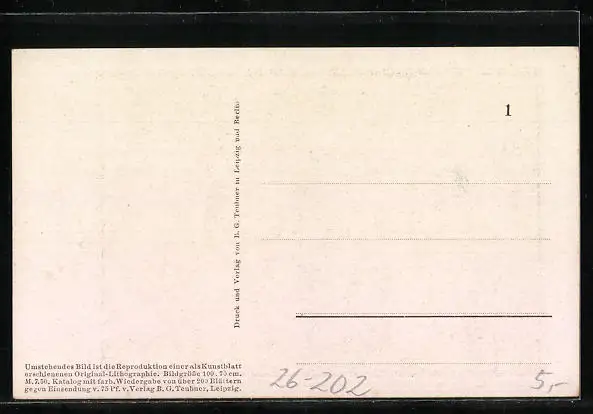 1
Druck und Verlag von B. G. Teubner in Leipzig und Berlin
Umstehendes Bild ist die Reproduktion einer als Kunstblatt
erschienenen Original-Lithographie. Bildgröße 100. 70 cm.
M. 7.50. Katalog mit farb. Wiedergabe von über 200 Blättern
gegen Einsendung v. 75 Pf. v. Verlag B. G. Teubner, Leipzig.
26-202
5,-